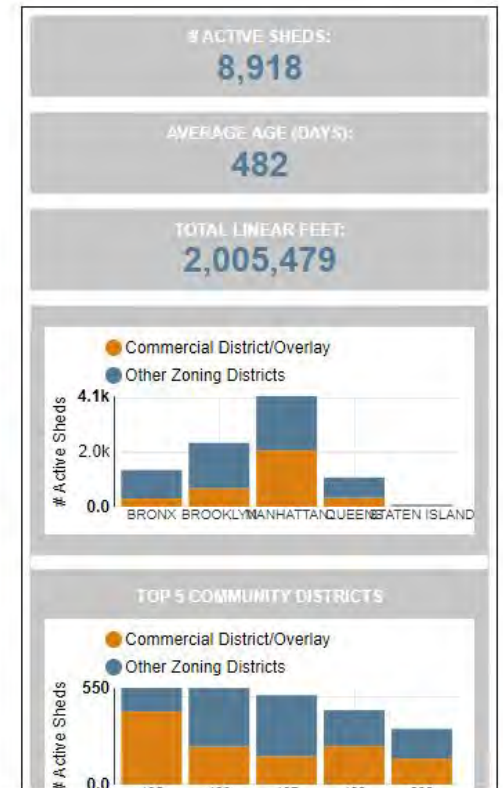 # ACTIVE SHEDS:
8,918
AVERAGE AGE (DAYS):
482
TOTAL LINEAR FEET:
2,005,479
Commercial District/Overlay
Other Zoning Districts
# Active Sheds
4.1k
2.0k
0.0
BRONX BROOKLYN MANHATTAN QUEENS STATEN ISLAND
TOP 5 COMMUNITY DISTRICTS
Commercial District/Overlay
Other Zoning Districts
# Active Sheds
550
0.0